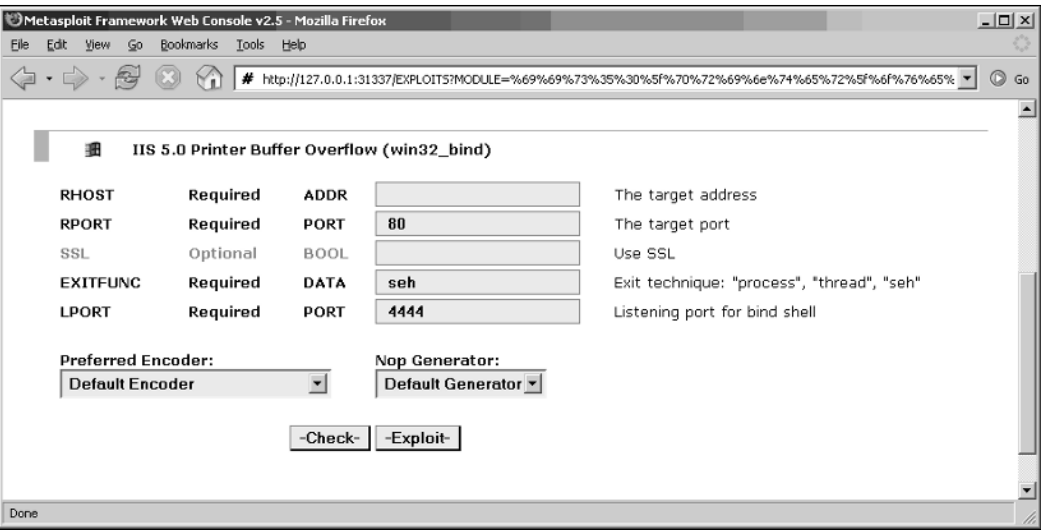 Metasploit Framework Web Console v2.5 - Mozilla Firefox
File Edit View Go Bookmarks Tools Help
http://127.0.0.1:31337/EXPLOITS?MODULE=%69%69%73%35%30%5f%70%72%69%6e%74%65%72%5f%6f%76%65% Go
IIS 5.0 Printer Buffer Overflow (win32_bind)
RHOST Required ADDR The target address
RPORT Required PORT 80 The target port
SSL Optional BOOL Use SSL
EXITFUNC Required DATA seh Exit technique: "process", "thread", "seh"
LPORT Required PORT 4444 Listening port for bind shell
Preferred Encoder: Nop Generator:
Default Encoder Default Generator
-Check- -Exploit-
Done